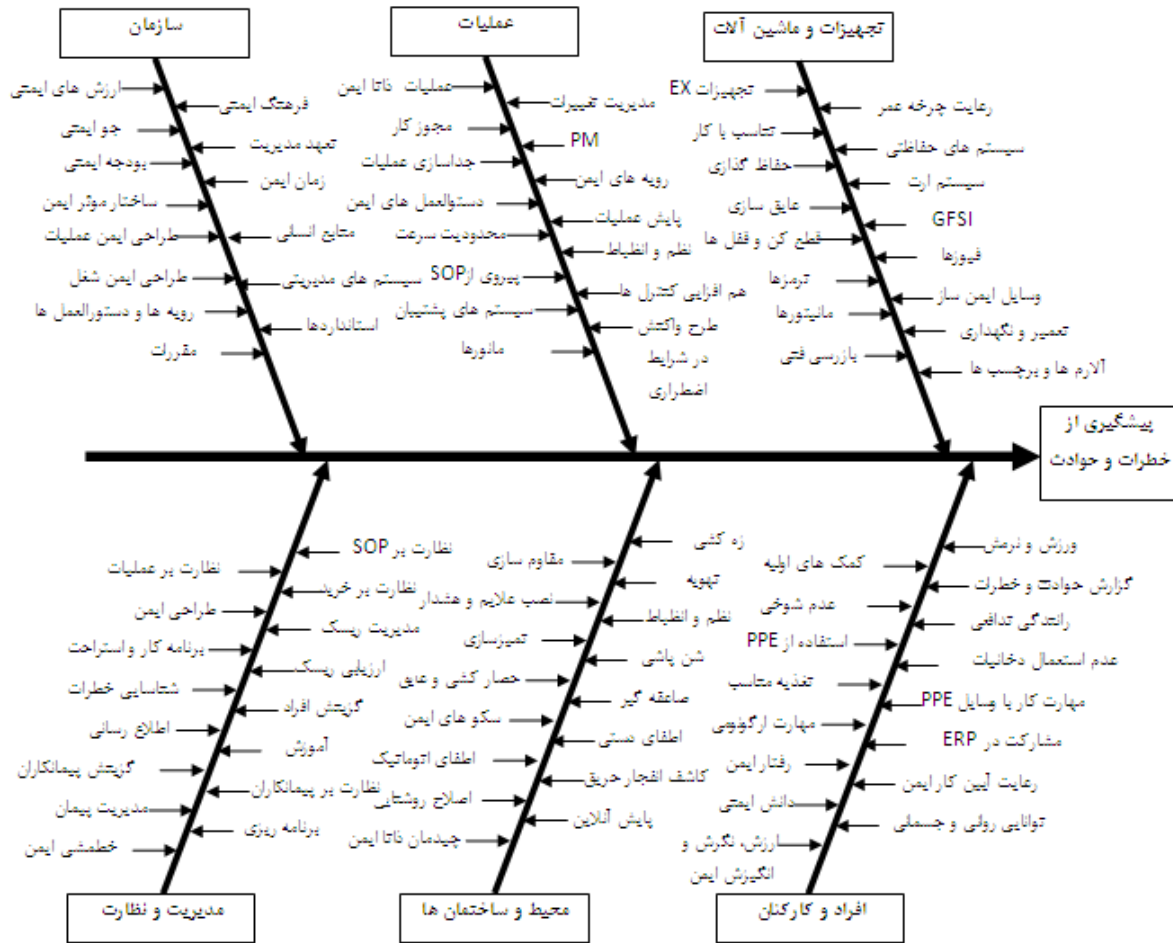 تجهیزات و ماشین آلات
عملیات
سازمان
تجهیزات EX
رعایت چرخه عمر
تناسب با کار
سیستم های حفاظتی
حفاظ گذاری
سیستم ارت
عایق سازی
GFSI
قطع کن و قفل ها
فیوزها
ترمزها
وسایل ایمن ساز
مانیتورها
تعمیر و نگهداری
بازرسی فنی
آلارم ها و برچسب ها
عملیات ذاتا ایمن
مدیریت تغییرات
مجوز کار
PM
جداسازی عملیات
رویه های ایمن
دستوالعمل های ایمن
پایش عملیات
محدودیت سرعت
نظم و انظباط
پیروی از SOP
هم افزایی کنترل ها
سیستم های پشتیبان
طرح واکنش
در شرایط
اضطراری
مانورها
ارزش های ایمنی
فرهنگ ایمنی
جو ایمنی
تعهد مدیریت
بودجه ایمنی
زمان ایمن
ساختار موثر ایمن
منابع انسانی
طراحی ایمن عملیات
طراحی ایمن شغل
سیستم های مدیریتی
رویه ها و دستورالعمل ها
استانداردها
مقررات
پیشگیری از
خطرات و حوادث
ورزش و نرمش
کمک های اولیه
گزارش حوادث و خطرات
عدم شوخی
رانندگی تدافعی
استفاده از PPE
عدم استعمال دخانیات
تغذیه مناسب
مهارت کار با وسایل PPE
مهارت ارگونومی
مشارکت در ERP
رفتار ایمن
رعایت آیین کار ایمن
دانش ایمنی
توانایی روانی و جسمانی
ارزش، نگرش و
انگیزش ایمن
زه کشی
مقاوم سازی
تهویه
نصب علایم و هشدار
نظم و انظباط
تمیزسازی
شن پاشی
حصار کشی و عایق
صاعقه گیر
سکو های ایمن
اطفای دستی
اطفای اتوماتیک
کاشف انفجار حریق
اصلاح روشنایی
پایش آنلاین
چیدمان ذاتا ایمن
نظارت بر SOP
نظارت بر عملیات
نظارت بر خرید
طراحی ایمن
مدیریت ریسک
برنامه کار و استراحت
ارزیابی ریسک
شناسایی خطرات
گزینش افراد
اطلاع رسانی
آموزش
گزینش پیمانکاران
نظارت بر پیمانکاران
مدیریت پیمان
برنامه ریزی
خطمشی ایمن
افراد و کارکنان
محیط و ساختمان ها
مدیریت و نظارت